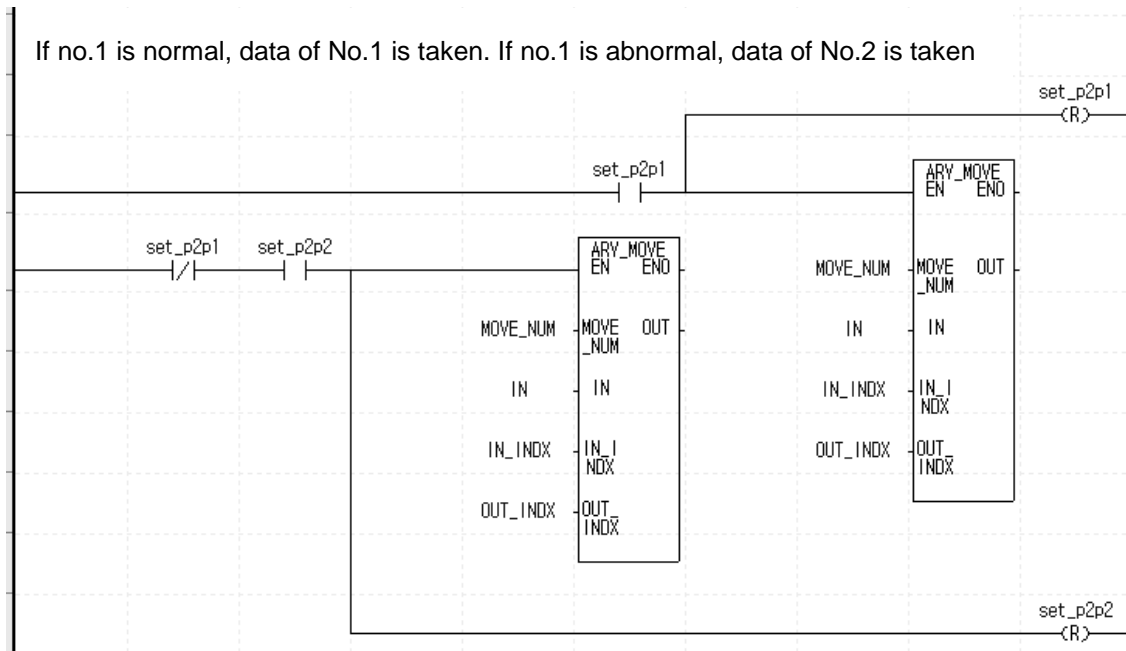 If no.1 is normal, data of No.1 is taken. If no.1 is abnormal, data of No.2 is taken
set_p2p1
(R)
set_p2p1
ARY_MOVE
EN ENO
set_p2p1 set_p2p2
ARY_MOVE
EN ENO
MOVE_NUM MOVE OUT
_NUM
MOVE_NUM MOVE OUT
_NUM
IN IN
IN IN
IN_INDX IN_I
NDX
IN_INDX IN_I
NDX
OUT_INDX OUT_
INDX
OUT_INDX OUT_
INDX
set_p2p2
(R)